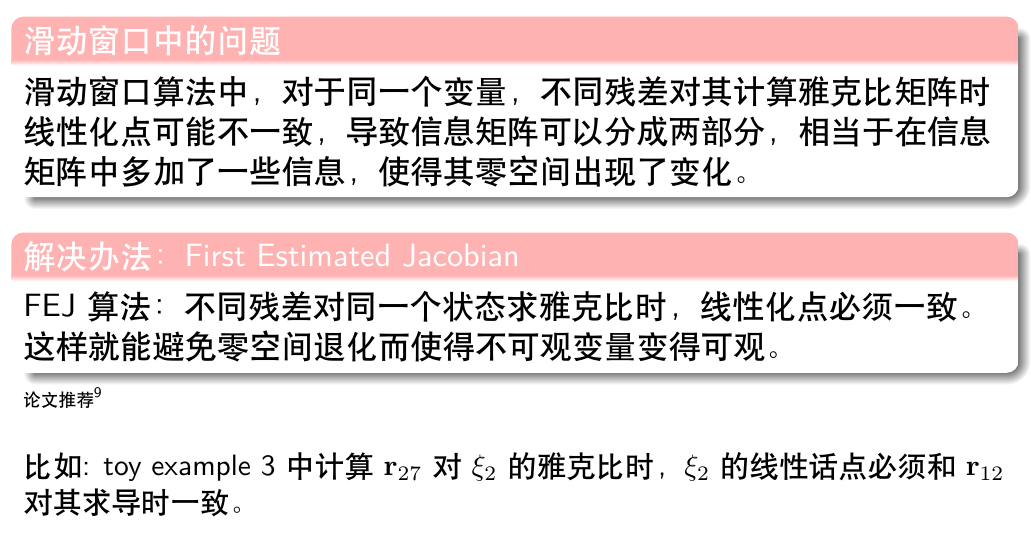 滑动窗口中的问题
滑动窗口算法中，对于同一个变量，不同残差对其计算雅克比矩阵时
线性化点可能不一致，导致信息矩阵可以分成两部分，相当于在信息
矩阵中多加了一些信息，使得其零空间出现了变化。
解决办法：First Estimated Jacobian
FEJ 算法：不同残差对同一个状态求雅克比时，线性化点必须一致。
这样就能避免零空间退化而使得不可观变量变得可观。
论文推荐⁹
比如: toy example 3 中计算 r₂₇ 对 ξ₂ 的雅克比时，ξ₂ 的线性话点必须和 r₁₂
对其求导时一致。